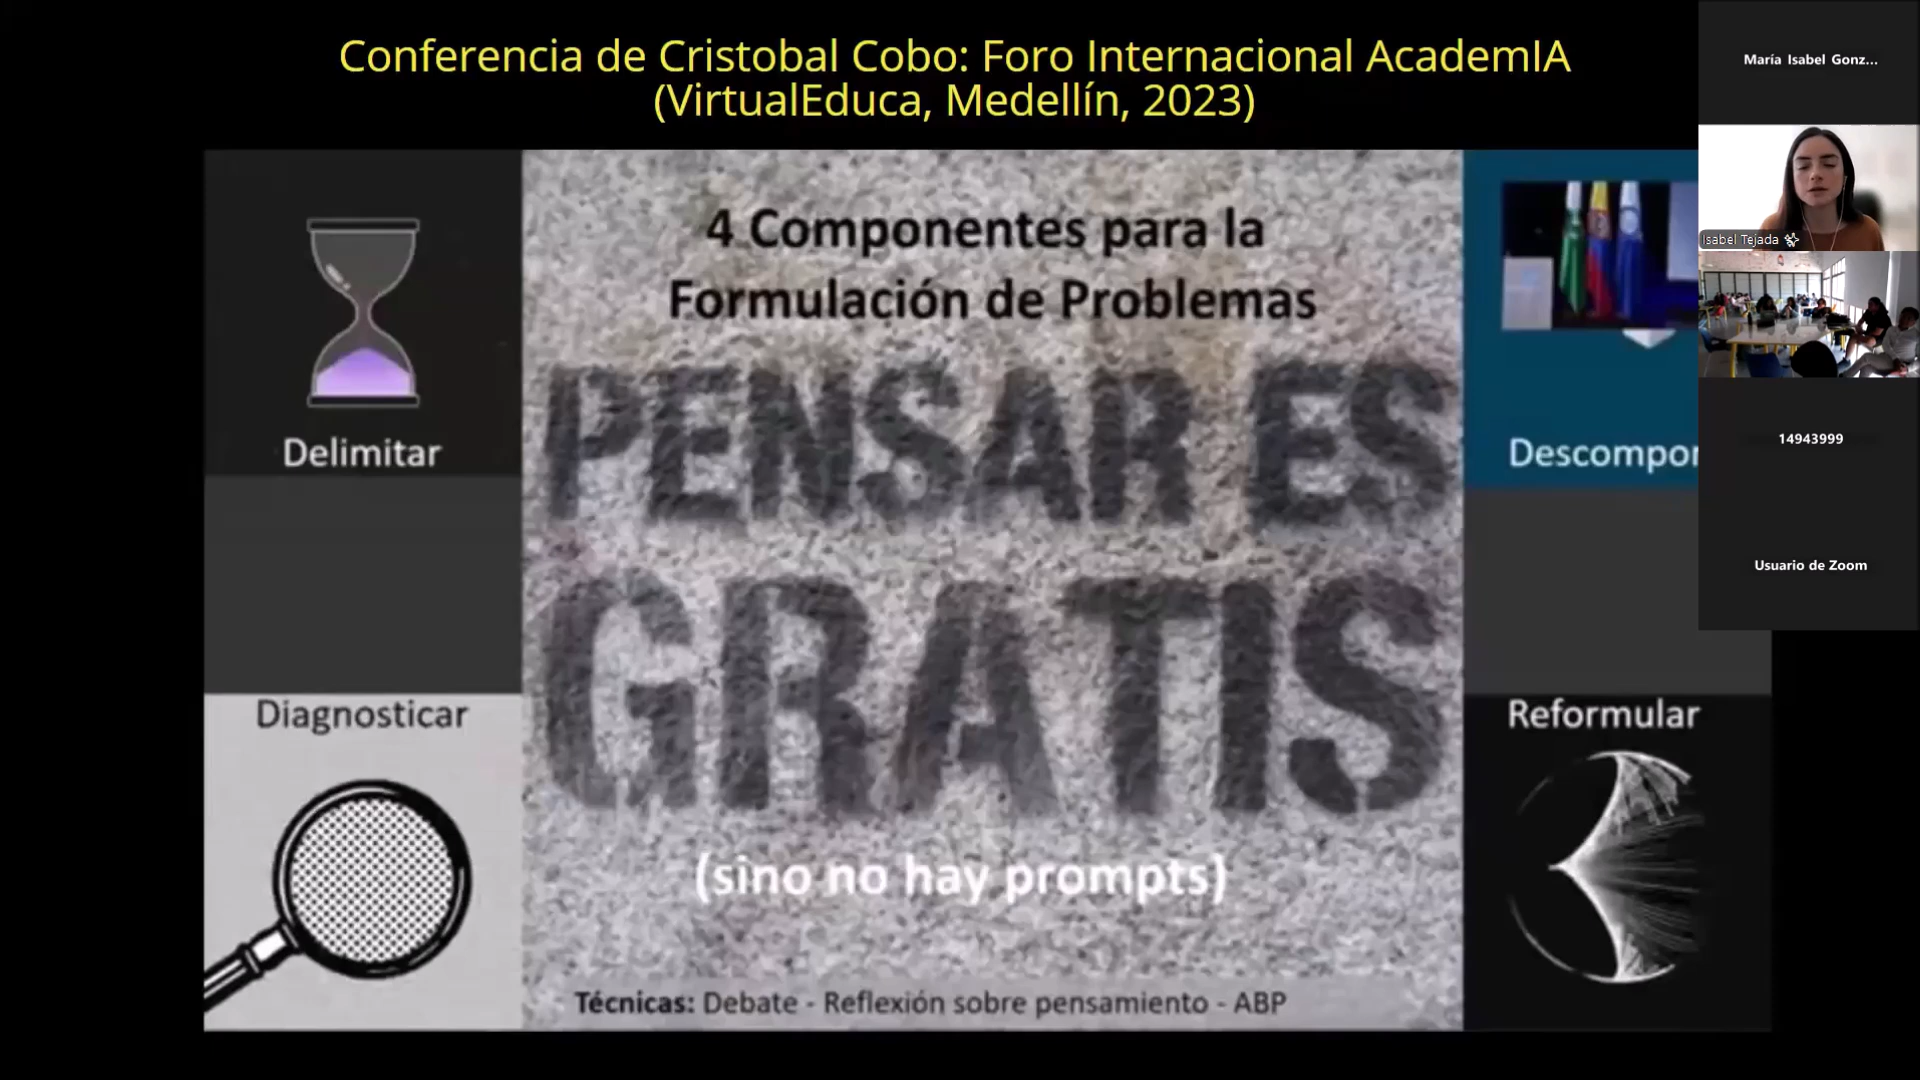 Conferencia de Cristobal Cobo: Foro Internacional AcademIA
(VirtualEduca, Medellín, 2023)
4 Componentes para la
Formulación de Problemas
PENSAR ES
GRATIS
(sino no hay prompts)
Técnicas: Debate - Reflexión sobre pensamiento - ABP
Delimitar
Diagnosticar
Descompo
Reformular
María Isabel Gonz...
Isabel Tejada
14943999
Usuario de Zoom